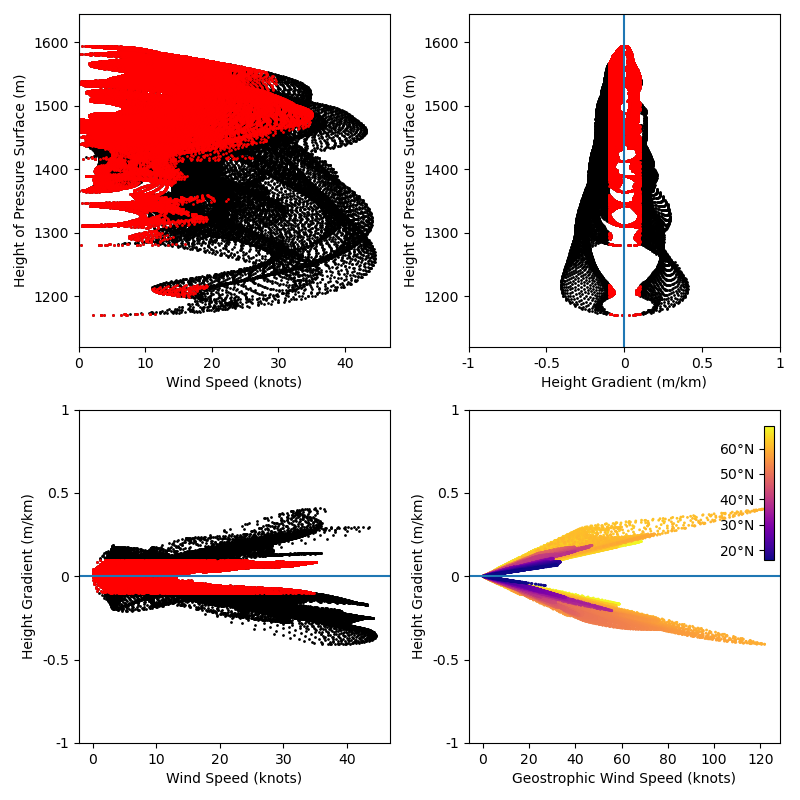 1600
1500
1400
1300
1200
Height of Pressure Surface (m)
0 10 20 30 40
Wind Speed (knots)
1600
1500
1400
1300
1200
Height of Pressure Surface (m)
-1 -0.5 0 0.5 1
Height Gradient (m/km)
1
0.5
0
-0.5
-1
Height Gradient (m/km)
0 10 20 30 40
Wind Speed (knots)
1
0.5
0
-0.5
-1
Height Gradient (m/km)
60°N
50°N
40°N
30°N
20°N
0 20 40 60 80 100 120
Geostrophic Wind Speed (knots)